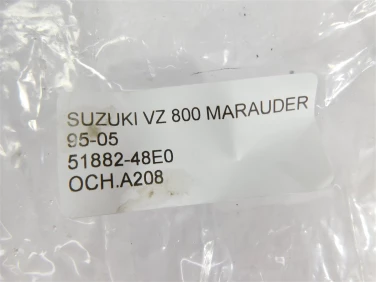 SUZUKI VZ 800 MARAUDER
95-05
51882-48E0
OCH.A208